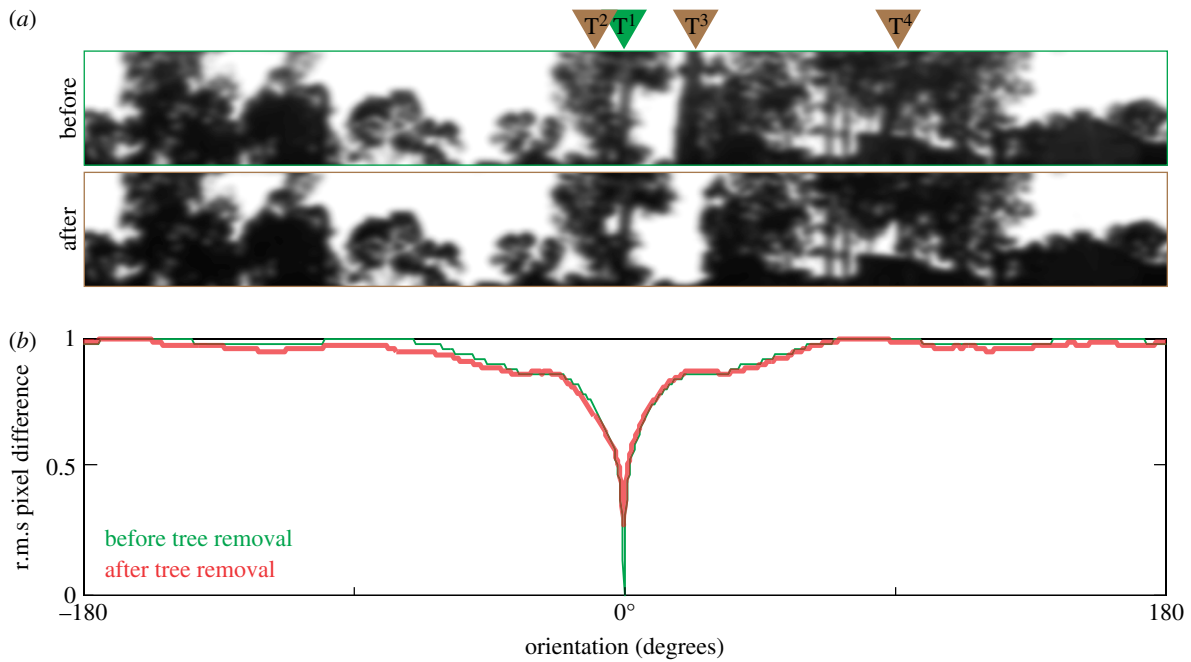 (a)
T² T¹ T³ T⁴
before
after
(b)
1
0.5
0
r.m.s pixel difference
before tree removal
after tree removal
–180 0° 180
orientation (degrees)